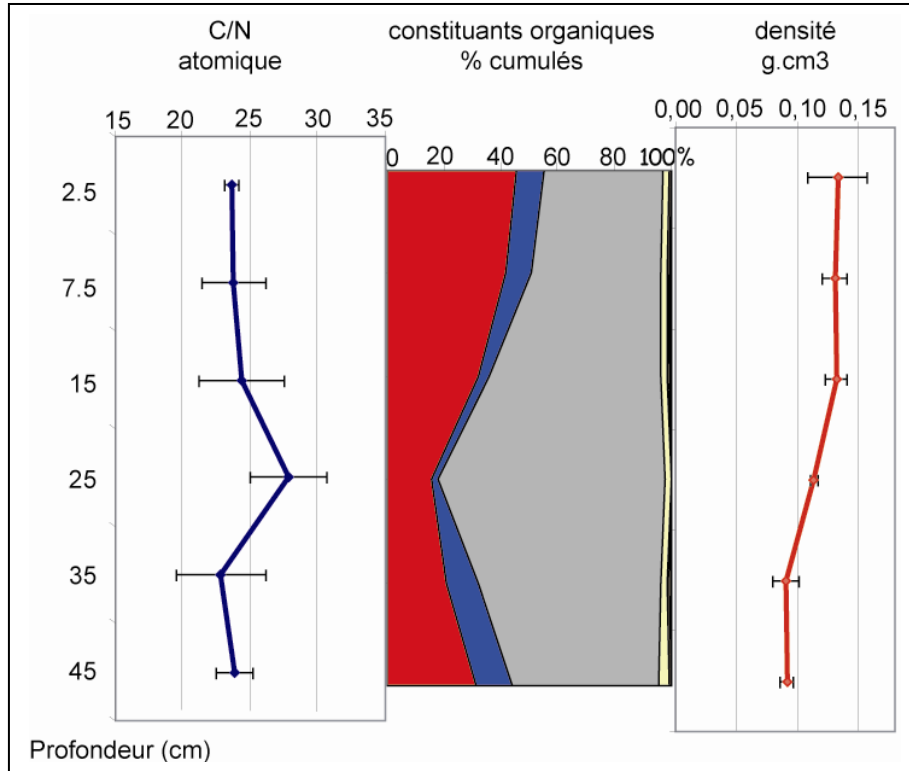 C/N
atomique
constituants organiques
% cumulés
densité
g.cm3
15 20 25 30 35
0 20 40 60 80 100%
0,00 0,05 0,10 0,15
2.5
7.5
15
25
35
45
Profondeur (cm)